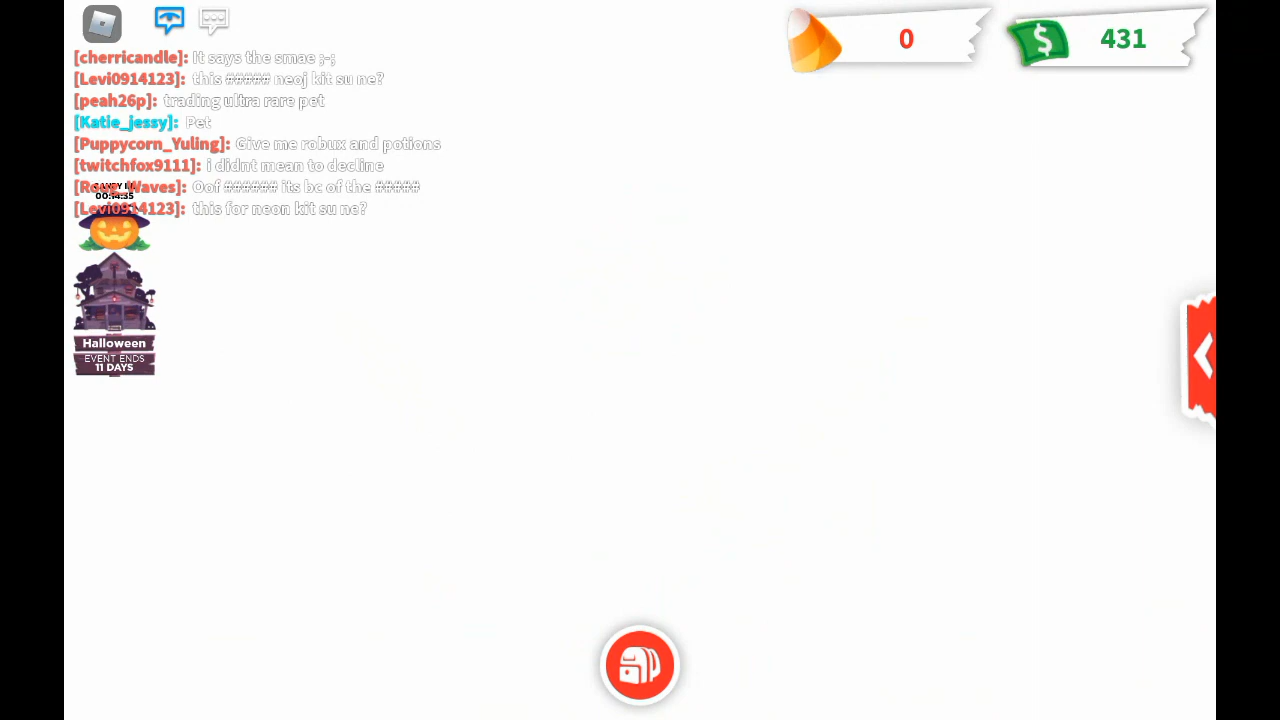 0
$ 431
[cherricandle]: It says the smae ;-;
[Levi0914123]: this ##### neoj kit su ne?
[peah26p]: trading ultra rare pet
[Katie_jessy]: Pet
[Puppycorn_Yuling]: Give me robux and potions
[twitchfox9111]: i didnt mean to decline
Oof ###### its bc of the #####
00:14:35
[Levi0914123]: this for neon kit su ne?
Halloween
EVENT ENDS
11 DAYS